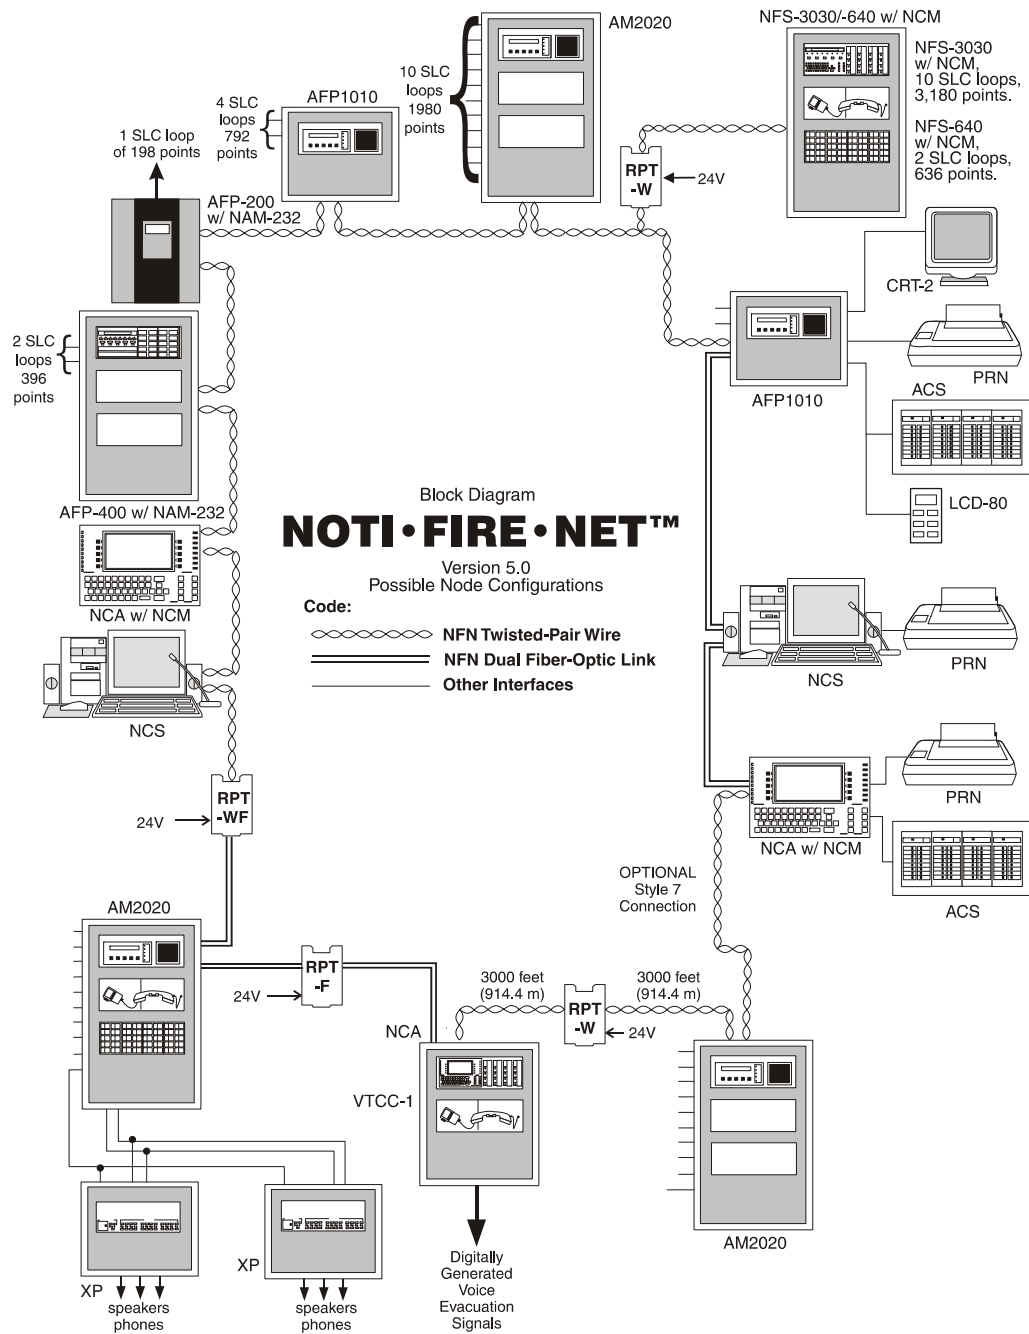 AM2020
10 SLC
loops
1980
points
NFS-3030/-640 w/ NCM
NFS-3030
w/ NCM,
10 SLC loops,
3,180 points.
NFS-640
w/ NCM,
2 SLC loops,
636 points.
AFP1010
4 SLC
loops
792
points
1 SLC loop
of 198 points
RPT
-W
24V
AFP-200
w/ NAM-232
CRT-2
2 SLC
loops
396
points
PRN
AFP1010
ACS
LCD-80
AFP-400 w/ NAM-232
Block Diagram
NOTI•FIRE•NET™
Version 5.0
Possible Node Configurations
Code:
NFN Twisted-Pair Wire
NFN Dual Fiber-Optic Link
Other Interfaces
NCA w/ NCM
NCS
NCS
PRN
RPT
-WF
24V
PRN
NCA w/ NCM
OPTIONAL
Style 7
Connection
ACS
AM2020
RPT
-F
24V
3000 feet
(914.4 m)
RPT
-W
3000 feet
(914.4 m)
24V
NCA
VTCC-1
AM2020
XP
speakers
phones
XP
speakers
phones
Digitally
Generated
Voice
Evacuation
Signals